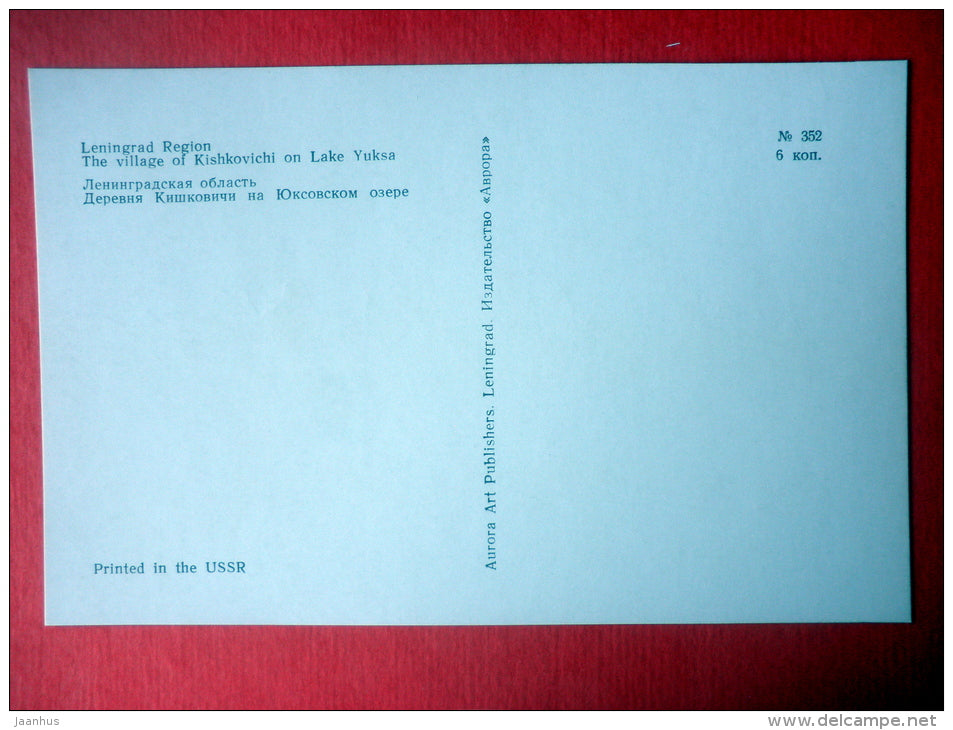 Leningrad Region
The village of Kishkovichi on Lake Yuksa
Ленинградская область
Деревня Кишковичи на Юксовском озере
Printed in the USSR
Aurora Art Publishers. Leningrad. Издательство «Аврора»
№ 352
6 коп.
Jaanhus
www.delcampe.net